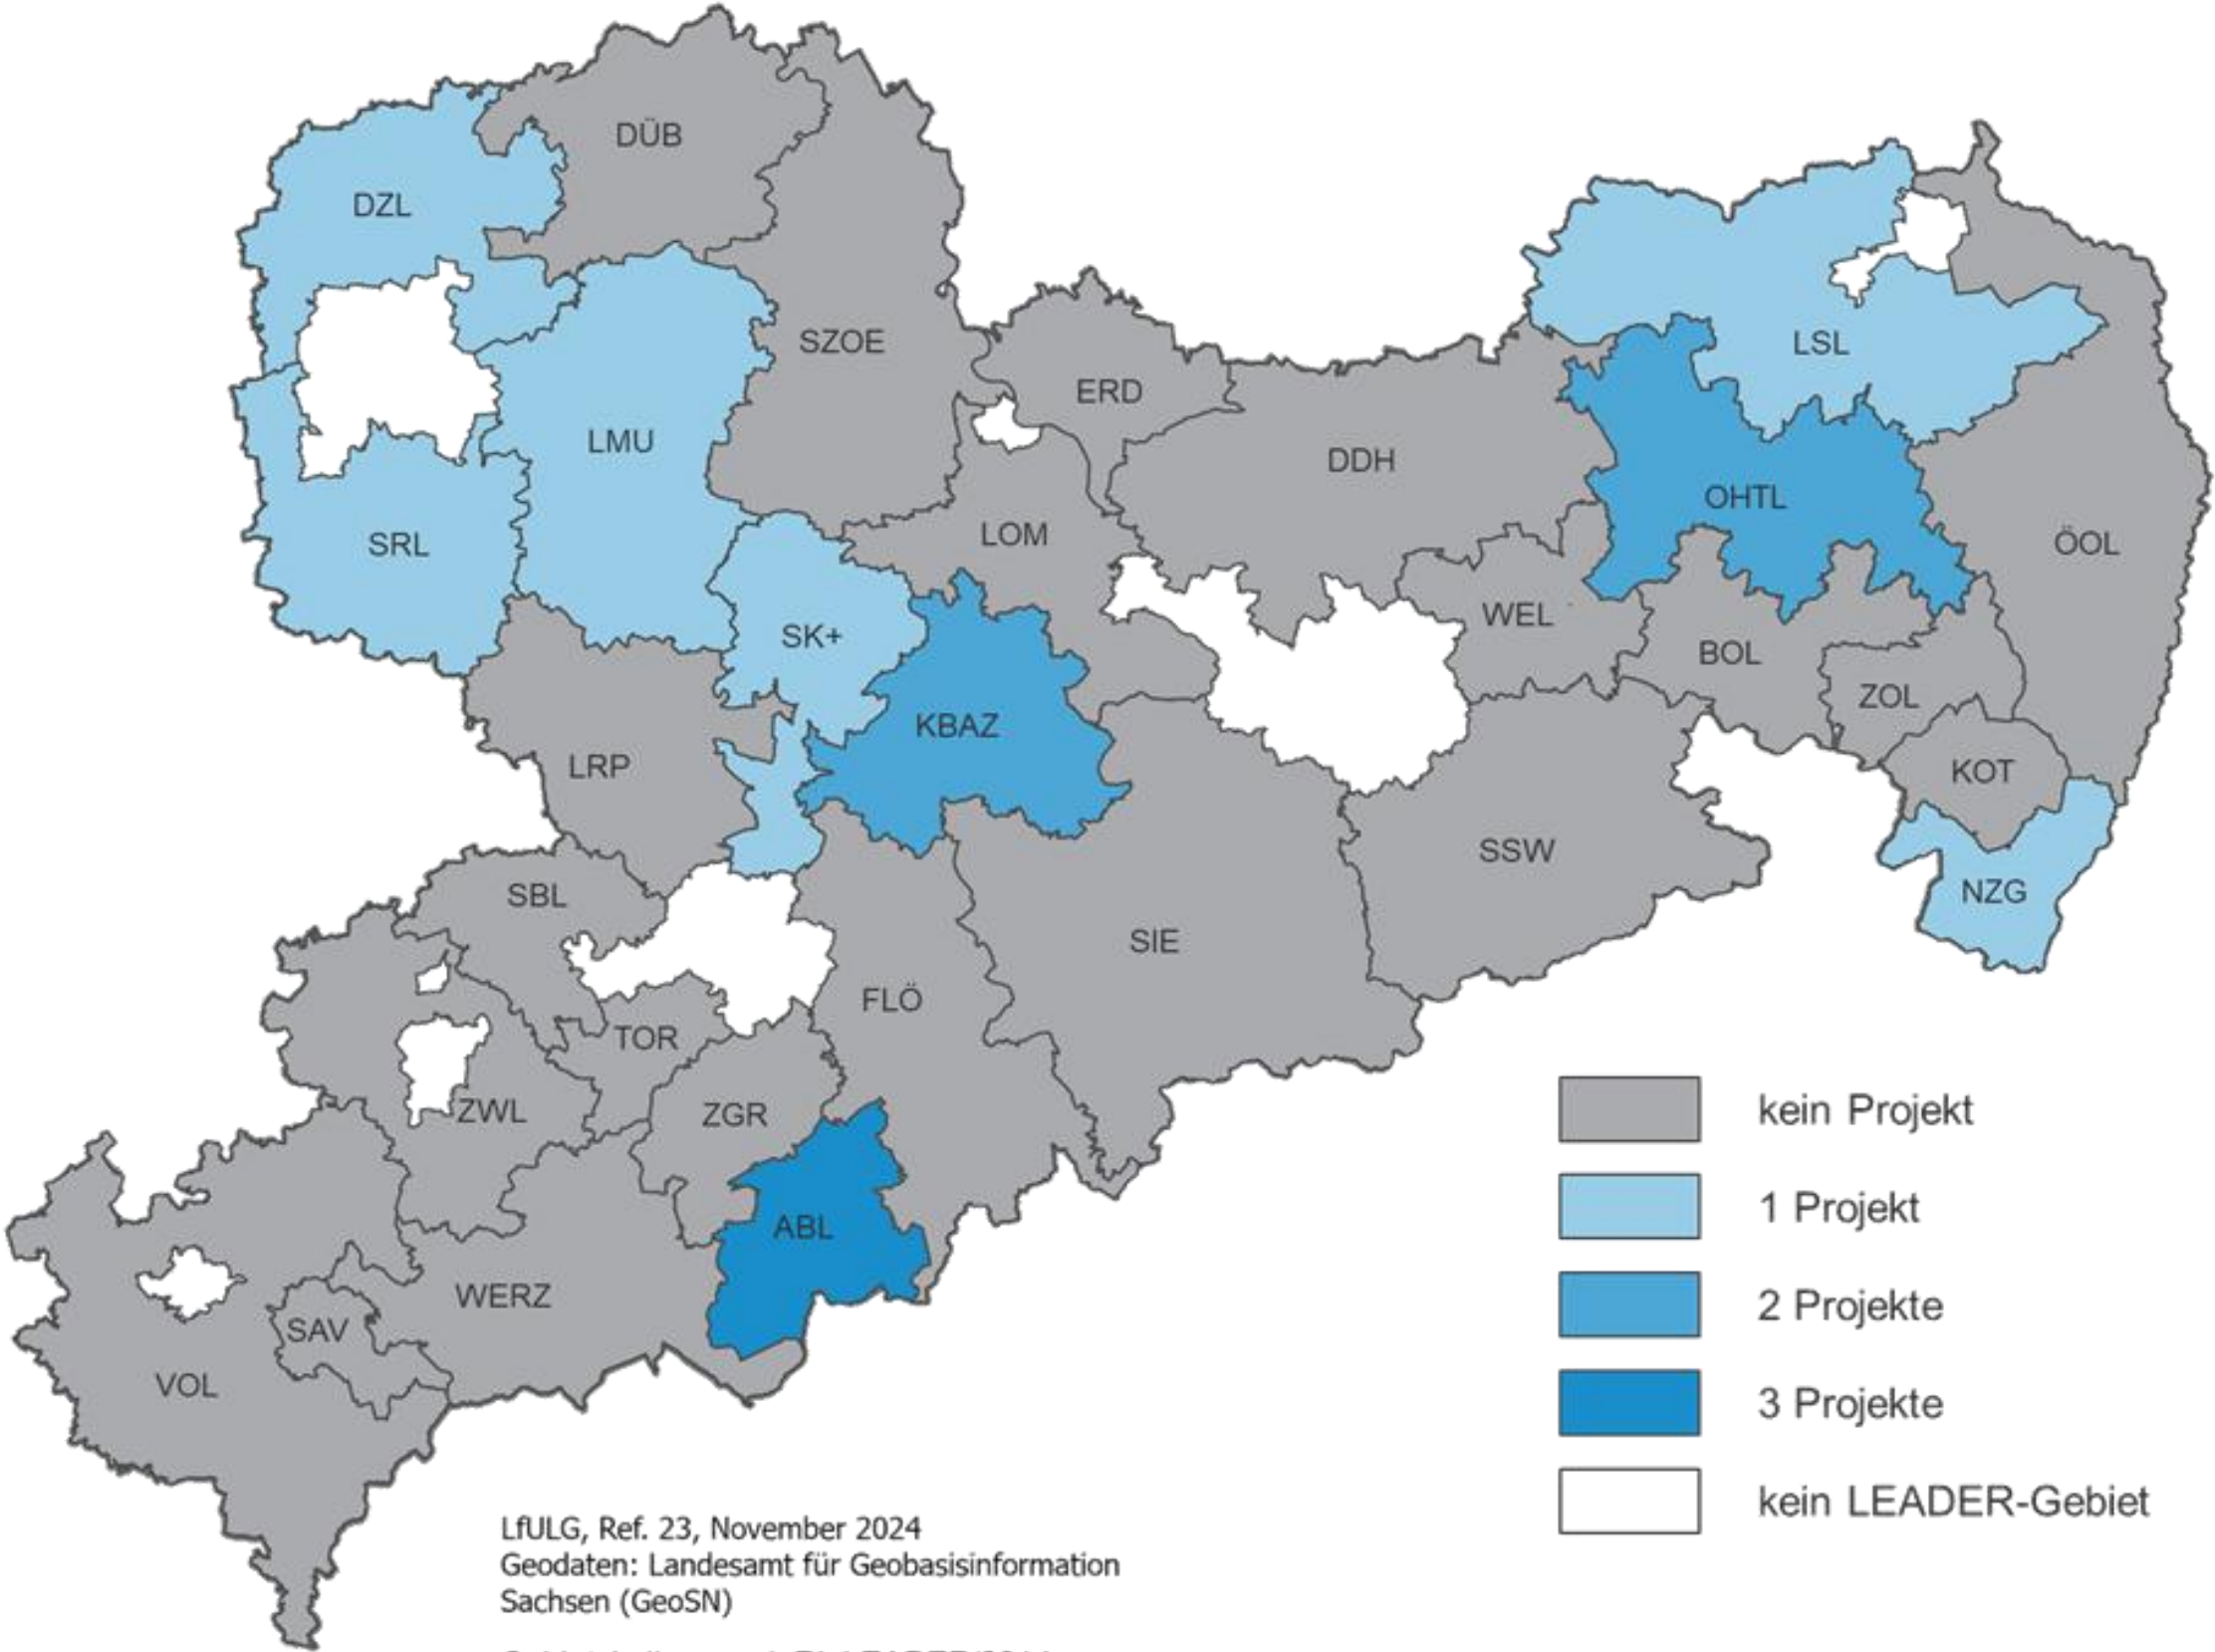 DÜB
DZL
SZOE
LSL
ERD
LMU
DDH
OHTL
LOM
SRL
ÖOL
WEL
SK+
BOL
ZOL
KBAZ
LRP
KOT
SSW
NZG
SBL
SIE
FLÖ
TOR
ZWL
ZGR
ABL
WERZ
SAV
VOL
kein Projekt
1 Projekt
2 Projekte
3 Projekte
kein LEADER-Gebiet
LfULG, Ref. 23, November 2024
Geodaten: Landesamt für Geobasisinformation
Sachsen (GeoSN)